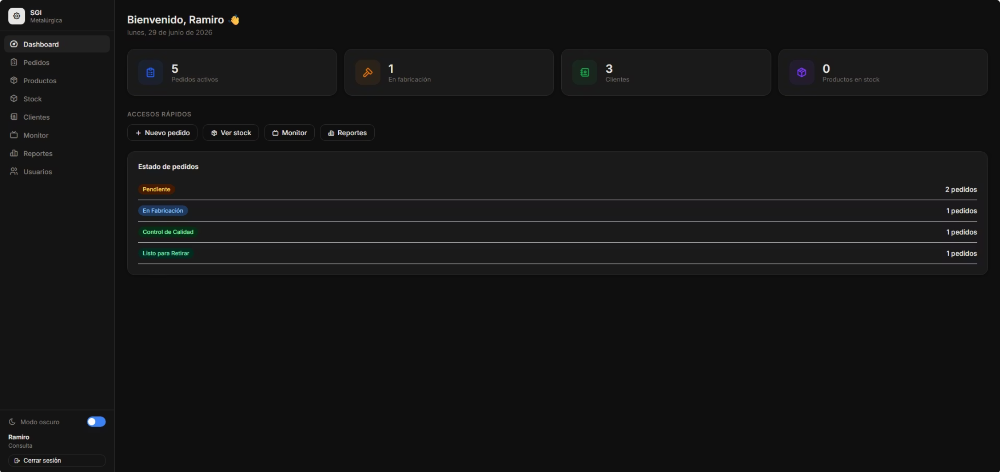 SGI
Metalúrgica
Dashboard
Pedidos
Productos
Stock
Clientes
Monitor
Reportes
Usuarios
Modo oscuro
Ramiro
Consulta
Cerrar sesión
Bienvenido, Ramiro 👋
lunes, 29 de junio de 2026
5
Pedidos activos
1
En fabricación
3
Clientes
0
Productos en stock
ACCESOS RÁPIDOS
+ Nuevo pedido
Ver stock
Monitor
Reportes
Estado de pedidos
Pendiente 2 pedidos
En Fabricación 1 pedidos
Control de Calidad 1 pedidos
Listo para Retirar 1 pedidos